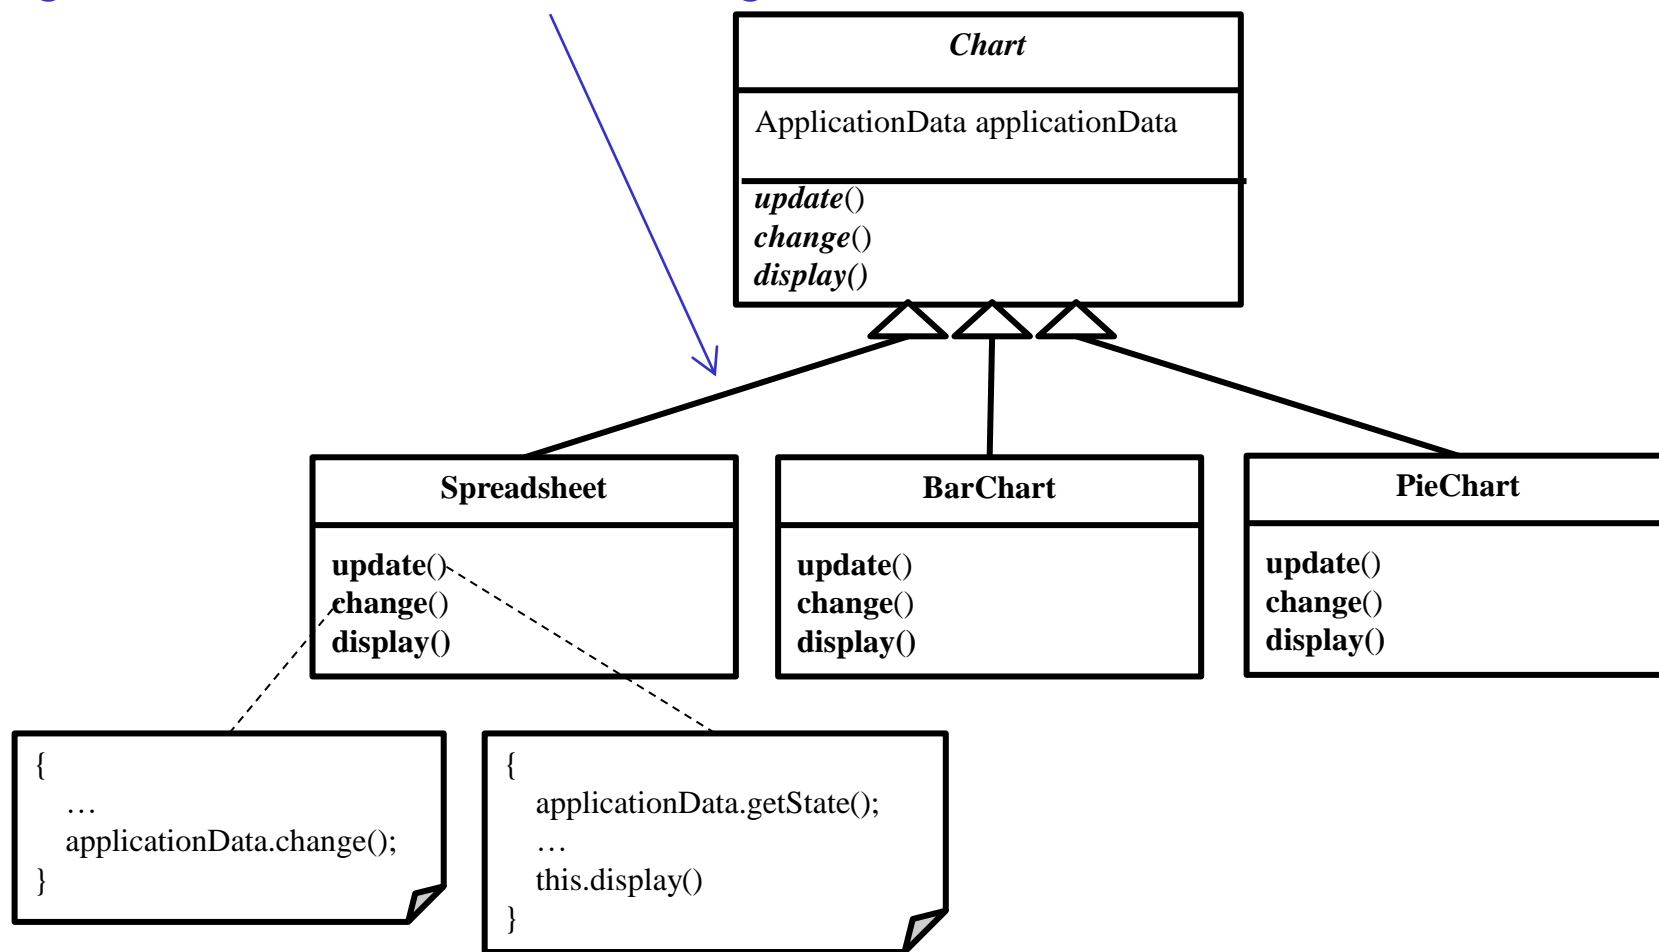 Chart
ApplicationData applicationData
update()
change()
display()
Spreadsheet
update()
change()
display()
BarChart
update()
change()
display()
PieChart
update()
change()
display()
{
…
applicationData.change();
}
{
applicationData.getState();
…
this.display()
}